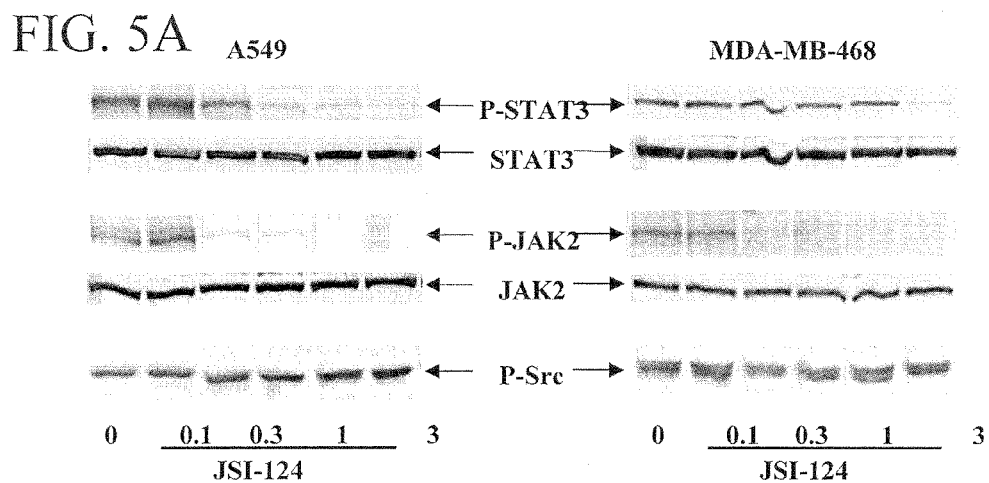 FIG. 5A
A549
MDA-MB-468
P-STAT3
STAT3
P-JAK2
JAK2
P-Src
0 0.1 0.3 1 3
0 0.1 0.3 1 3
JSI-124
JSI-124